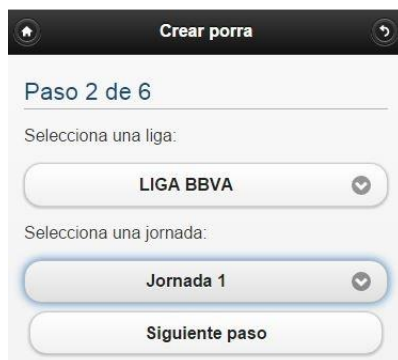 Crear porra
Paso 2 de 6
Selecciona una liga:
LIGA BBVA
Selecciona una jornada:
Jornada 1
Siguiente paso